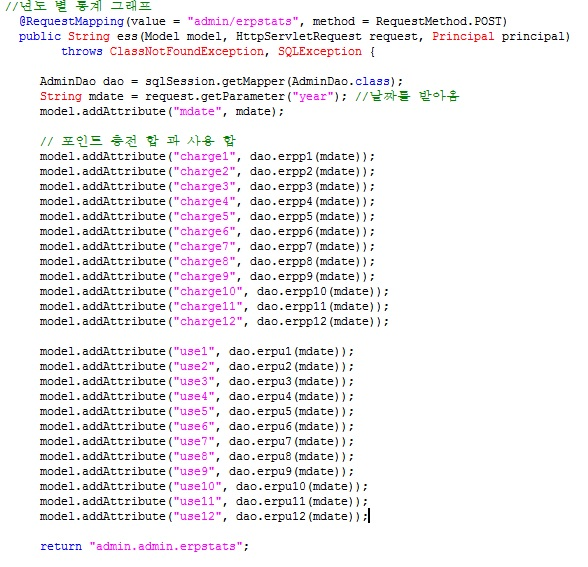 //년도 별 통계 그래프
@RequestMapping(value = "admin/erpstats", method = RequestMethod.POST)
public String ess(Model model, HttpServletRequest request, Principal principal)
throws ClassNotFoundException, SQLException {
AdminDao dao = sqlSession.getMapper(AdminDao.class);
String mdate = request.getParameter("year"); //날짜를 받아옴
model.addAttribute("mdate", mdate);
// 포인트 충전 합 과 사용 합
model.addAttribute("charge1", dao.erpp1(mdate));
model.addAttribute("charge2", dao.erpp2(mdate));
model.addAttribute("charge3", dao.erpp3(mdate));
model.addAttribute("charge4", dao.erpp4(mdate));
model.addAttribute("charge5", dao.erpp5(mdate));
model.addAttribute("charge6", dao.erpp6(mdate));
model.addAttribute("charge7", dao.erpp7(mdate));
model.addAttribute("charge8", dao.erpp8(mdate));
model.addAttribute("charge9", dao.erpp9(mdate));
model.addAttribute("charge10", dao.erpp10(mdate));
model.addAttribute("charge11", dao.erpp11(mdate));
model.addAttribute("charge12", dao.erpp12(mdate));
model.addAttribute("use1", dao.erpu1(mdate));
model.addAttribute("use2", dao.erpu2(mdate));
model.addAttribute("use3", dao.erpu3(mdate));
model.addAttribute("use4", dao.erpu4(mdate));
model.addAttribute("use5", dao.erpu5(mdate));
model.addAttribute("use6", dao.erpu6(mdate));
model.addAttribute("use7", dao.erpu7(mdate));
model.addAttribute("use8", dao.erpu8(mdate));
model.addAttribute("use9", dao.erpu9(mdate));
model.addAttribute("use10", dao.erpu10(mdate));
model.addAttribute("use11", dao.erpu11(mdate));
model.addAttribute("use12", dao.erpu12(mdate));
return "admin.admin.erpstats";